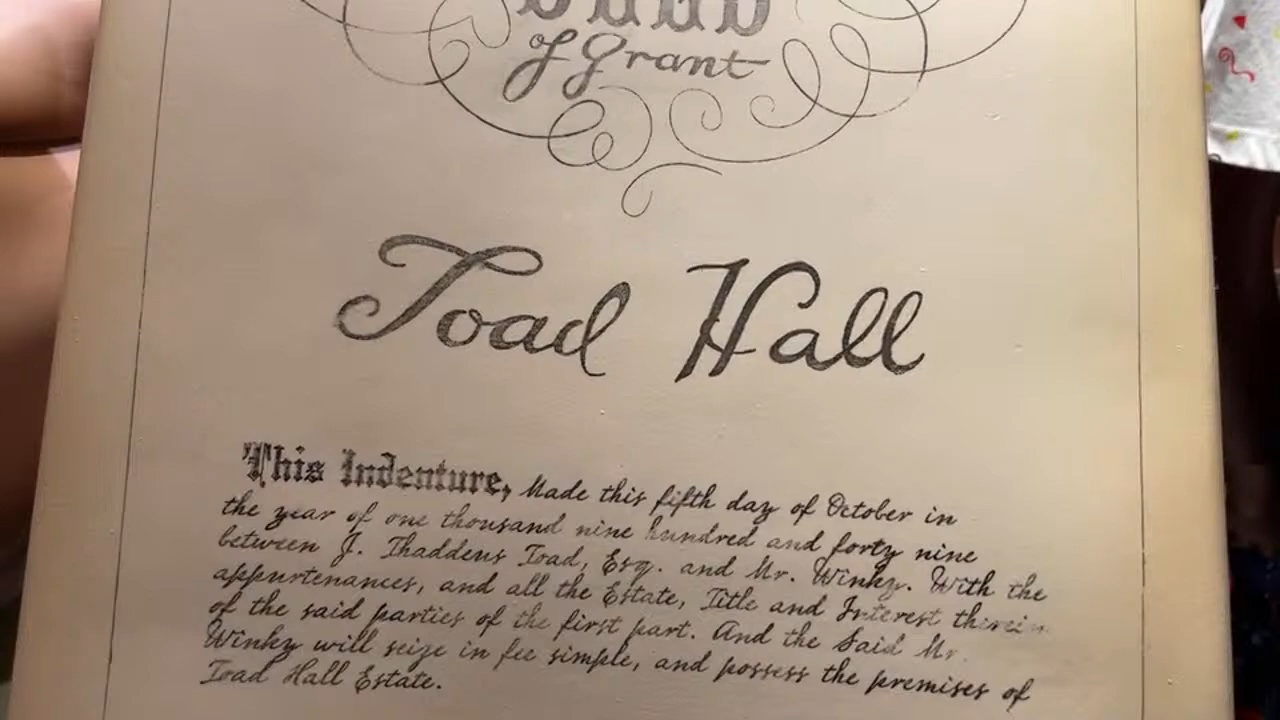 of Grant
Toad Hall
This Indenture, Made this fifth day of October in
the year of one thousand nine hundred and forty nine
between J. Thaddeus Toad, Esq. and Mr. Winky. With the
appurtenances, and all the Estate, Title and Interest therein
of the said parties of the first part. And the Said Mr.
Winky will seize in fee simple, and possess the premises of
Toad Hall Estate.